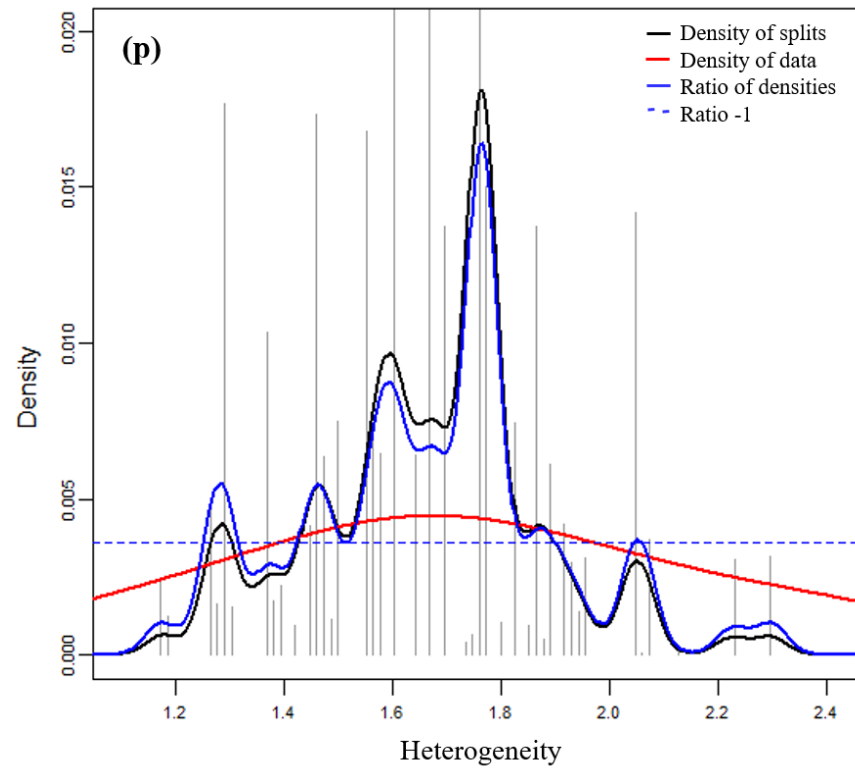 (p)
Density of splits
Density of data
Ratio of densities
Ratio -1
Density
0.020
0.015
0.010
0.005
0.000
1.2 1.4 1.6 1.8 2.0 2.2 2.4
Heterogeneity